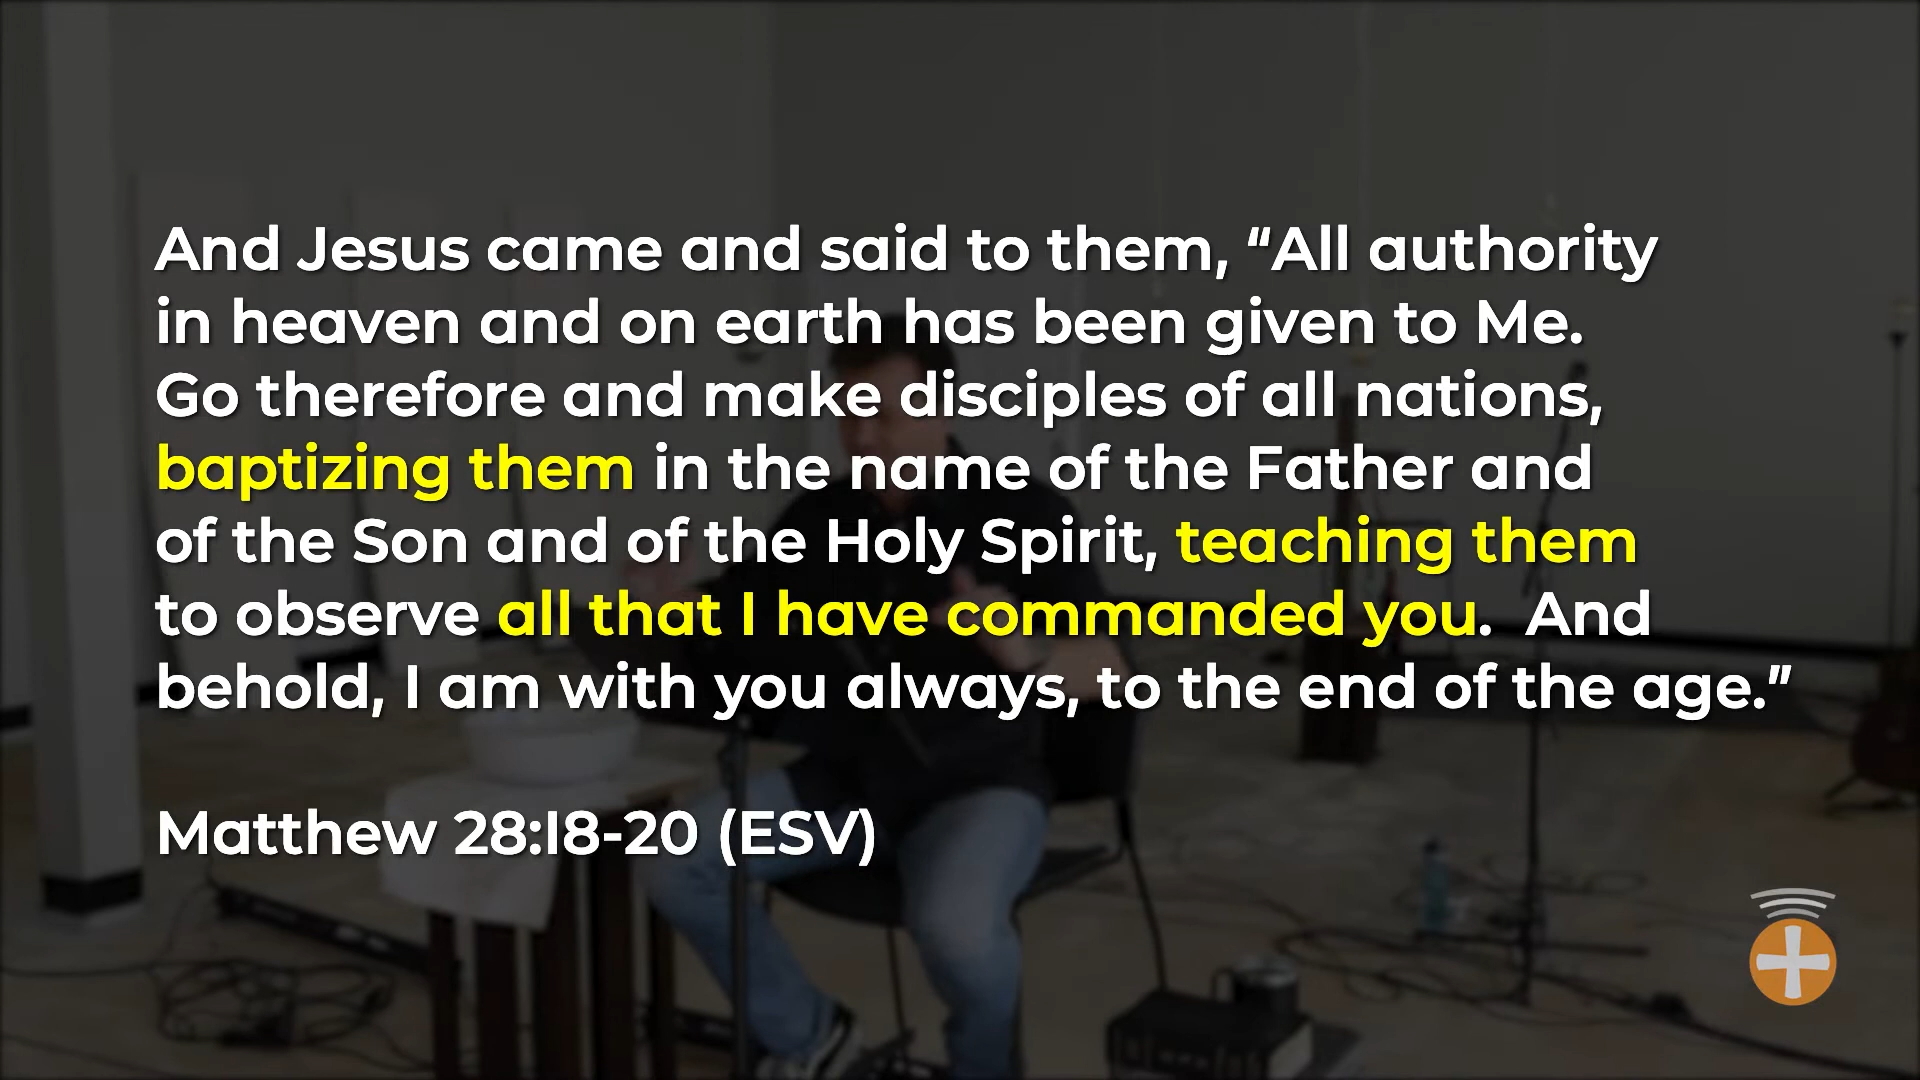 And Jesus came and said to them, "All authority
in heaven and on earth has been given to Me.
Go therefore and make disciples of all nations,
baptizing them in the name of the Father and
of the Son and of the Holy Spirit, teaching them
to observe all that I have commanded you.  And
behold, I am with you always, to the end of the age."
Matthew 28:18-20 (ESV)